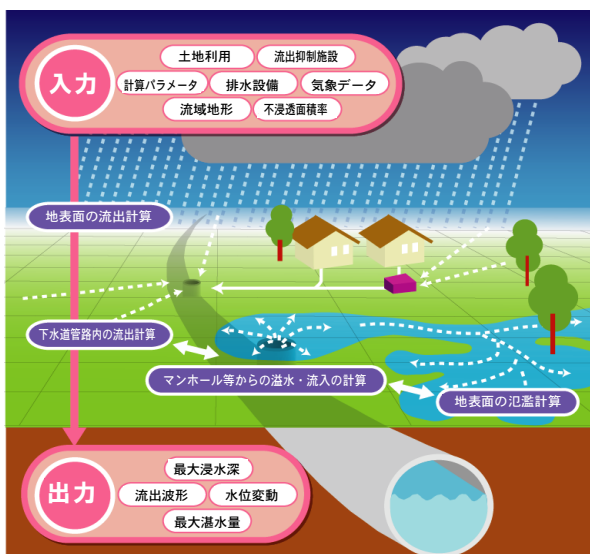 入力
土地利用
流出抑制施設
計算パラメータ
排水設備
気象データ
流域地形
不浸透面積率
地表面の流出計算
下水道管路内の流出計算
マンホール等からの溢水・流入の計算
地表面の氾濫計算
出力
最大浸水深
流出波形
水位変動
最大湛水量